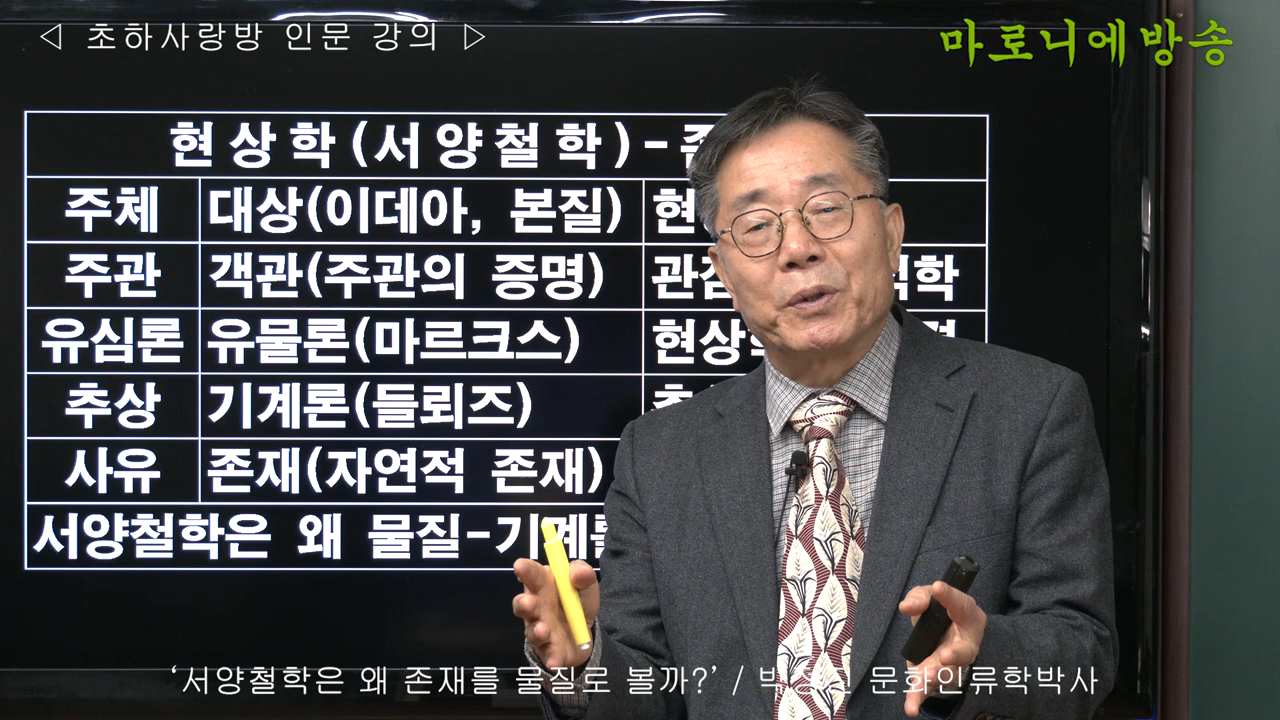 ◁ 초하사랑방 인문 강의 ▷
마로니에방송
현상학(서양철학)-
주체 대상(이데아, 본질)
주관 객관(주관의 증명)
유심론 유물론(마르크스)
추상 기계론(들뢰즈)
사유 존재(자연적 존재)
서양철학은 왜
'서양철학은 왜 존재를 물질로 볼까?' / 문화인류학박사